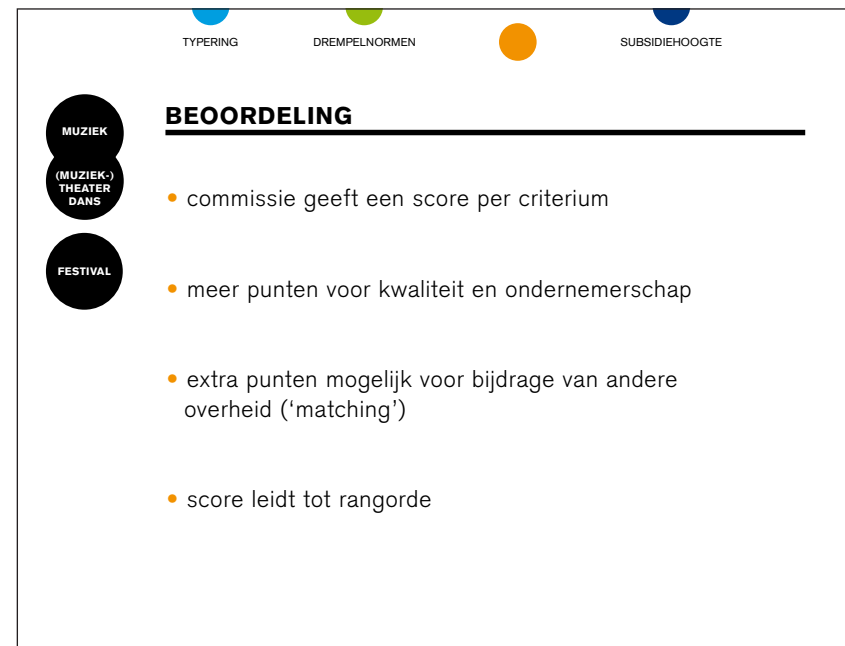 TYPERING
DREMPELNORMEN
SUBSIDIEHOOGTE
BEOORDELING
MUZIEK
(MUZIEK-)
THEATER
DANS
FESTIVAL
• commissie geeft een score per criterium
• meer punten voor kwaliteit en ondernemerschap
• extra punten mogelijk voor bijdrage van andere
overheid (‘matching’)
• score leidt tot rangorde